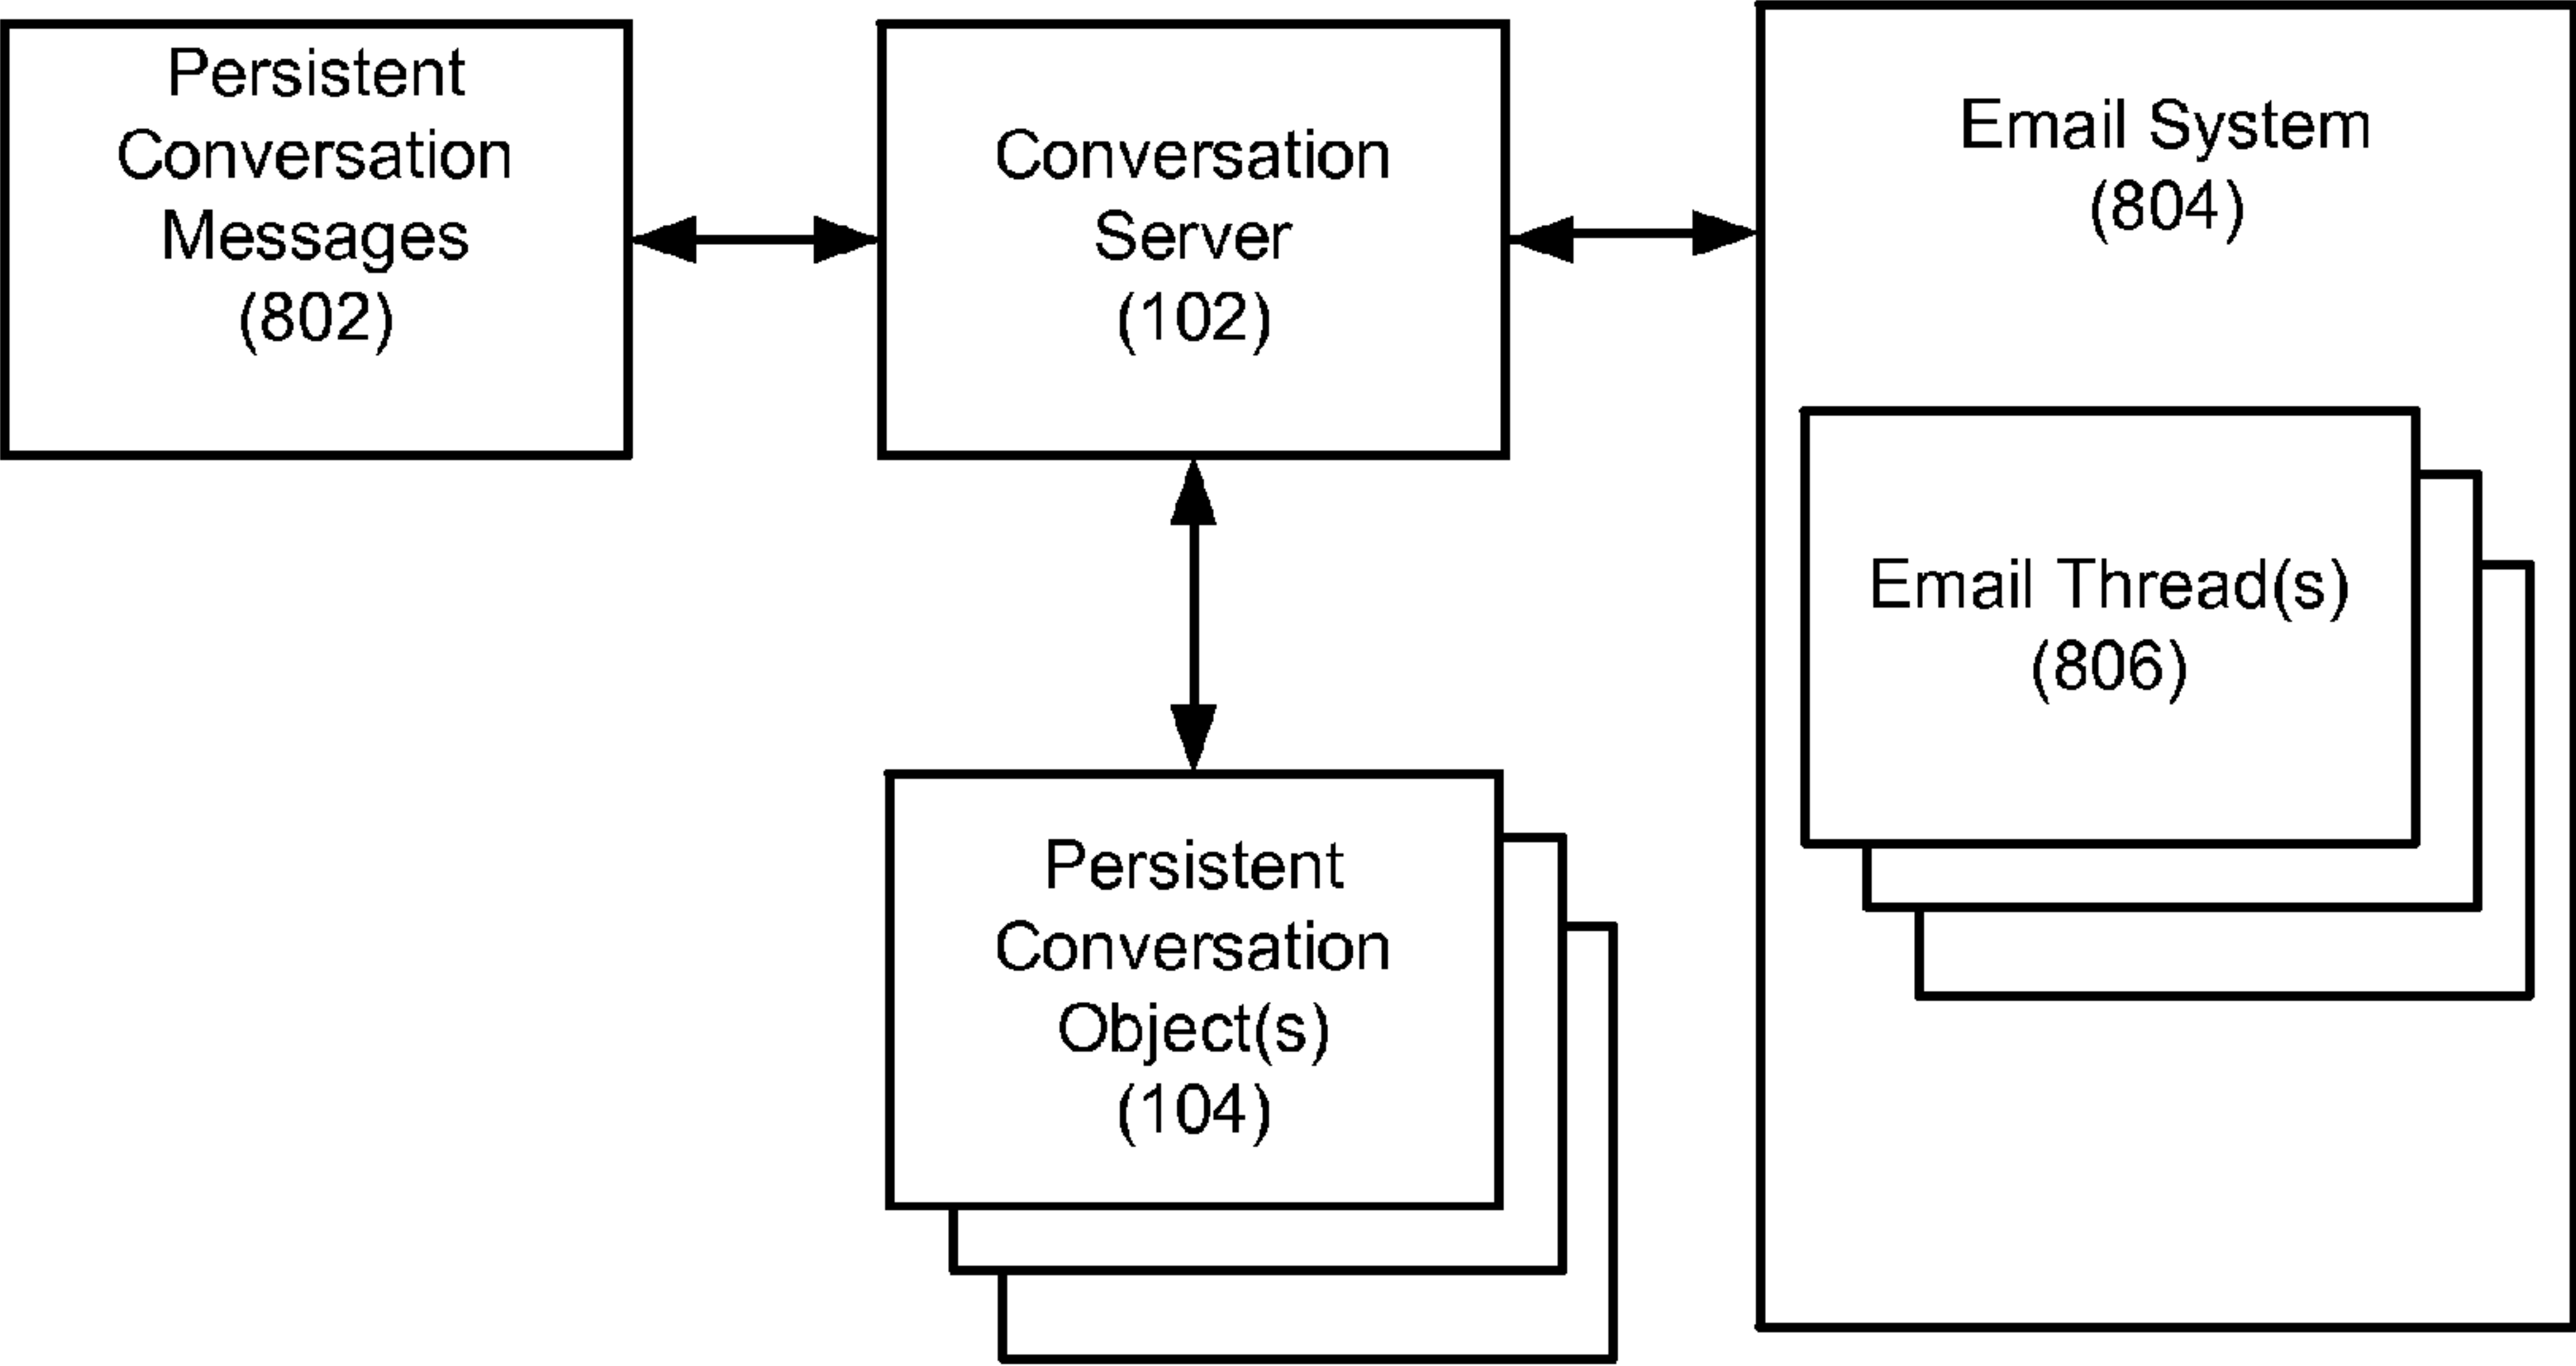 Persistent
Conversation
Messages
(802)
Conversation
Server
(102)
Email System
(804)
Email Thread(s)
(806)
Persistent
Conversation
Object(s)
(104)